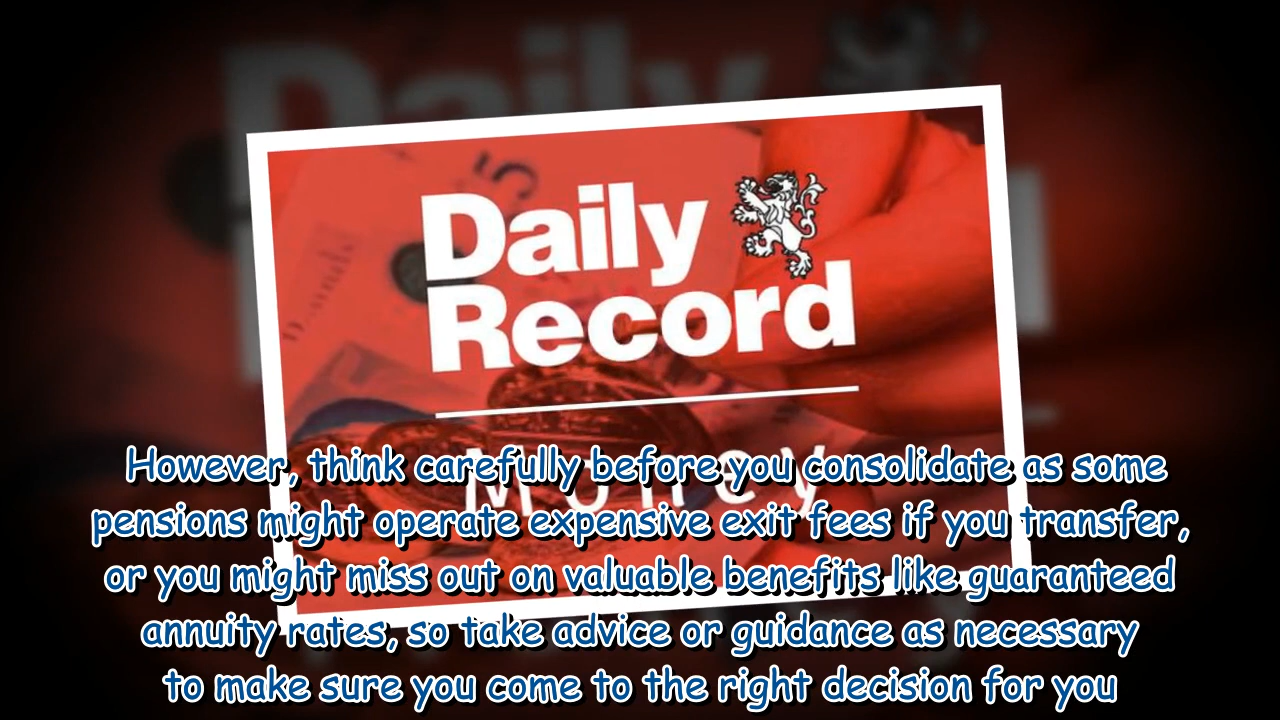 Daily
Record
Money
However, think carefully before you consolidate as some
pensions might operate expensive exit fees if you transfer,
or you might miss out on valuable benefits like guaranteed
annuity rates, so take advice or guidance as necessary
to make sure you come to the right decision for you